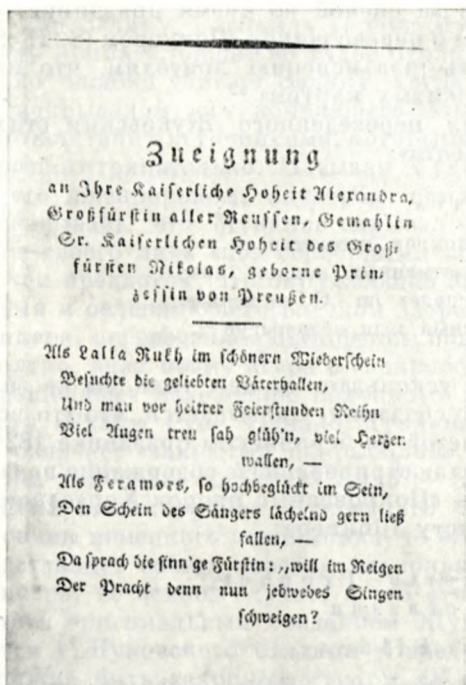 Zueignung
an Ihre Kaiserliche Hoheit Alexandra,
Großfürstin aller Reussen, Gemahlin
Sr. Kaiserlichen Hoheit des Groß-
fürsten Nikolas, geborne Prin-
zessin von Preußen.
Als Lalla Rukh im schönern Wiederschein
Besuchte die geliebten Väterhallen,
Und man vor heitrer Feierstunden Reihn
Viel Augen treu sah glüh'n, viel Herzen
wallen, —
Als Feramors, so hochbeglückt im Sein,
Den Schein des Sängers lächelnd gern ließ
fallen, —
Da sprach die sinn'ge Fürstin: „will im Reigen
Der Pracht denn nun jedwedes Singen
schweigen?